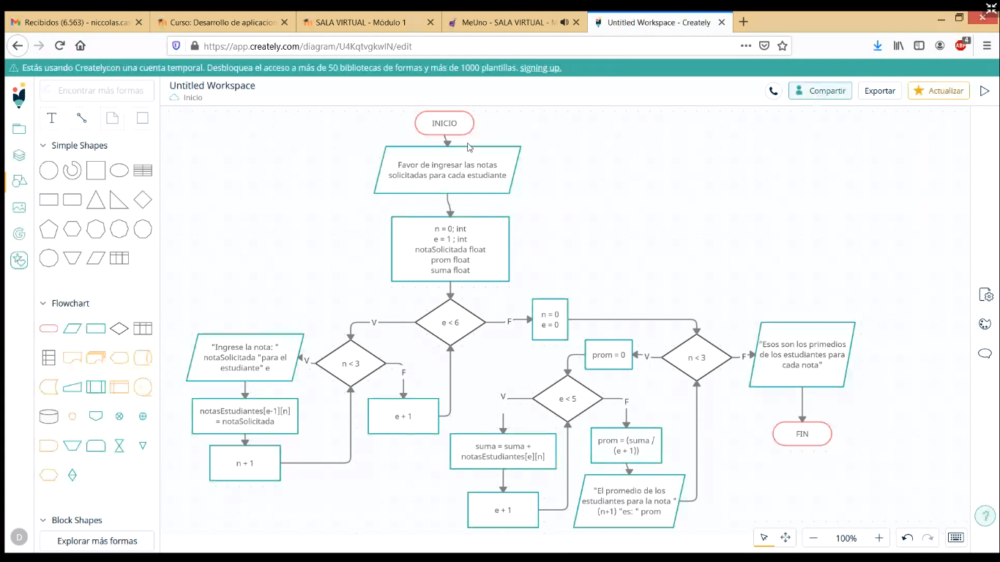 Recibidos (6.563) - niccolas.cas
Curso: Desarrollo de aplicacion
SALA VIRTUAL - Módulo 1
MeUno - SALA VIRTUAL - M
Untitled Workspace - Creately
https://app.creately.com/diagram/U4KqtvgkwIN/edit
4
Estás usando Createlycon una cuenta temporal. Desbloquea el acceso a más de 50 bibliotecas de formas y más de 1000 plantillas. signing up.
Encontrar más formas
Untitled Workspace
Inicio
Compartir
Exportar
Actualizar
T
Simple Shapes
Flowchart
Block Shapes
Explorar más formas
D
INICIO
Favor de ingresar las notas
solicitadas para cada estudiante
n = 0; int
e = 1 ; int
notaSolicitada float
prom float
suma float
e < 6
V
F
n = 0
e = 0
"Ingrese la nota: "
notaSolicitada "para el
estudiante" e
V
n < 3
F
notasEstudiantes[e-1][n]
= notaSolicitada
e + 1
n + 1
prom = 0
V
n < 3
F
"Esos son los primedios
de los estudiantes para
cada nota"
V
e < 5
F
suma = suma +
notasEstudiantes[e][n]
prom = (suma /
(e + 1))
FIN
e + 1
"El promedio de los
estudiantes para la nota "
(n+1) "es: " prom
100%
?